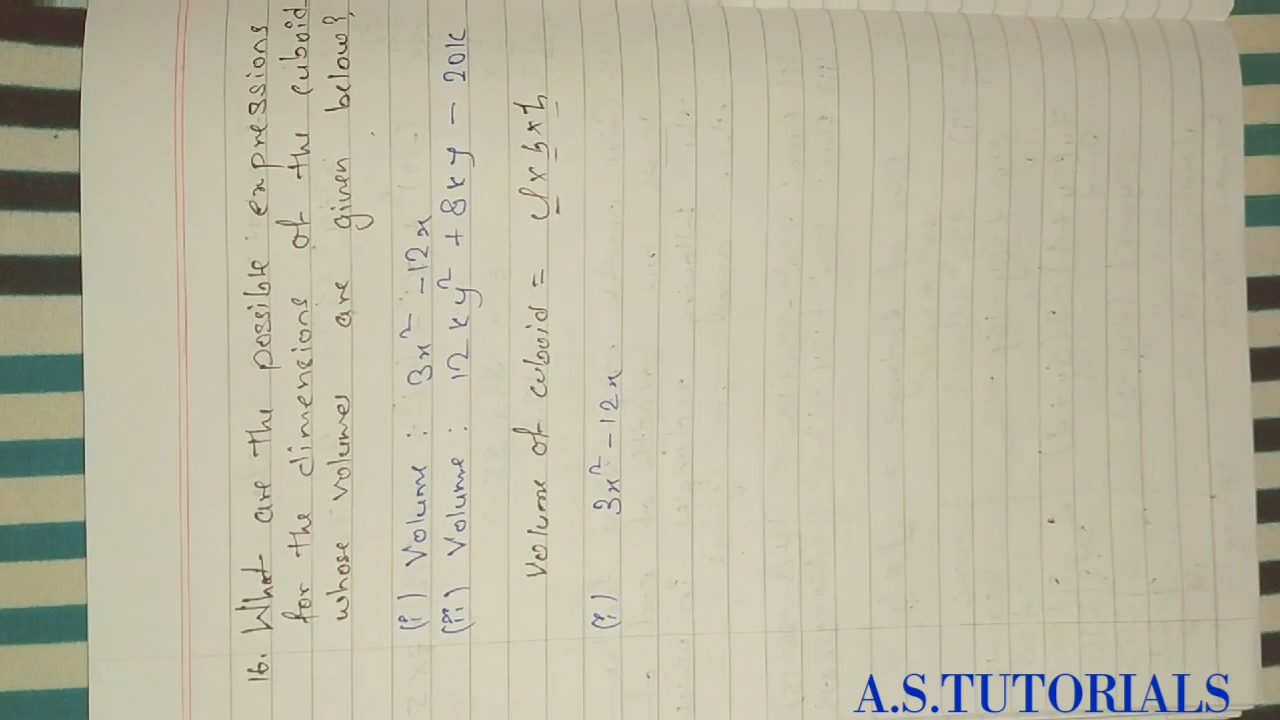 16. What are the possible expressions
for the dimensions of the cuboid
whose volumes are given below?
(i) Volume : 3x² - 12x
(ii) Volume : 12ky² + 8ky - 20k
Volume of cuboid = l x b x h
(i) 3x² - 12x
A.S.TUTORIALS